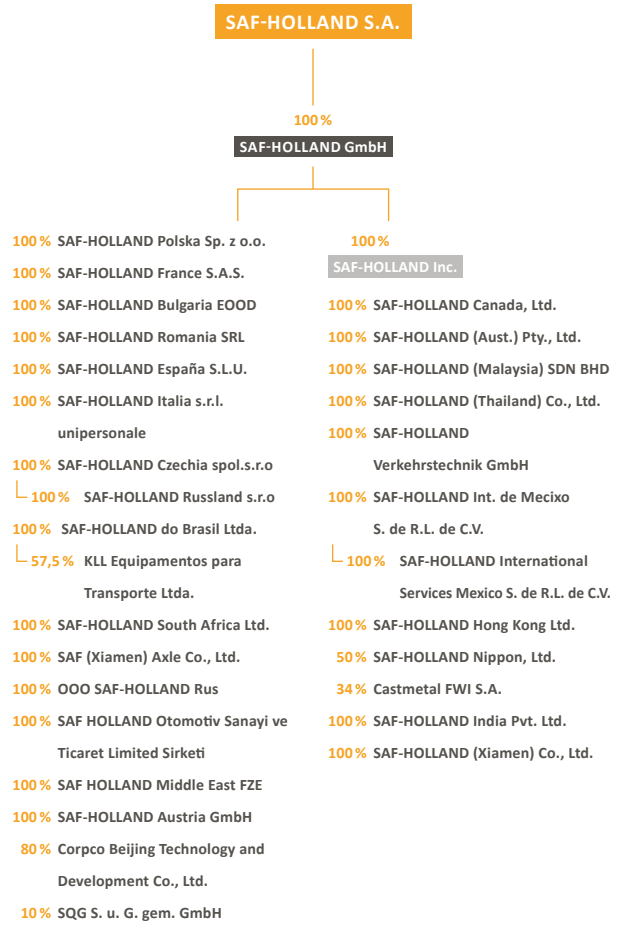 SAF-HOLLAND S.A.
100 %
SAF-HOLLAND GmbH
100 % SAF-HOLLAND Polska Sp. z o.o.
100 % SAF-HOLLAND France S.A.S.
100 % SAF-HOLLAND Bulgaria EOOD
100 % SAF-HOLLAND Romania SRL
100 % SAF-HOLLAND España S.L.U.
100 % SAF-HOLLAND Italia s.r.l.
unipersonale
100 % SAF-HOLLAND Czechia spol.s.r.o
100 % SAF-HOLLAND Russland s.r.o
100 % SAF-HOLLAND do Brasil Ltda.
57,5 % KLL Equipamentos para
Transporte Ltda.
100 % SAF-HOLLAND South Africa Ltd.
100 % SAF (Xiamen) Axle Co., Ltd.
100 % OOO SAF-HOLLAND Rus
100 % SAF HOLLAND Otomotiv Sanayi ve
Ticaret Limited Sirketi
100 % SAF HOLLAND Middle East FZE
100 % SAF-HOLLAND Austria GmbH
80 % Corpco Beijing Technology and
Development Co., Ltd.
10 % SQG S. u. G. gem. GmbH
100 %
SAF-HOLLAND Inc.
100 % SAF-HOLLAND Canada, Ltd.
100 % SAF-HOLLAND (Aust.) Pty., Ltd.
100 % SAF-HOLLAND (Malaysia) SDN BHD
100 % SAF-HOLLAND (Thailand) Co., Ltd.
100 % SAF-HOLLAND
Verkehrstechnik GmbH
100 % SAF-HOLLAND Int. de Mecixo
S. de R.L. de C.V.
100 % SAF-HOLLAND International
Services Mexico S. de R.L. de C.V.
100 % SAF-HOLLAND Hong Kong Ltd.
50 % SAF-HOLLAND Nippon, Ltd.
34 % Castmetal FWI S.A.
100 % SAF-HOLLAND India Pvt. Ltd.
100 % SAF-HOLLAND (Xiamen) Co., Ltd.